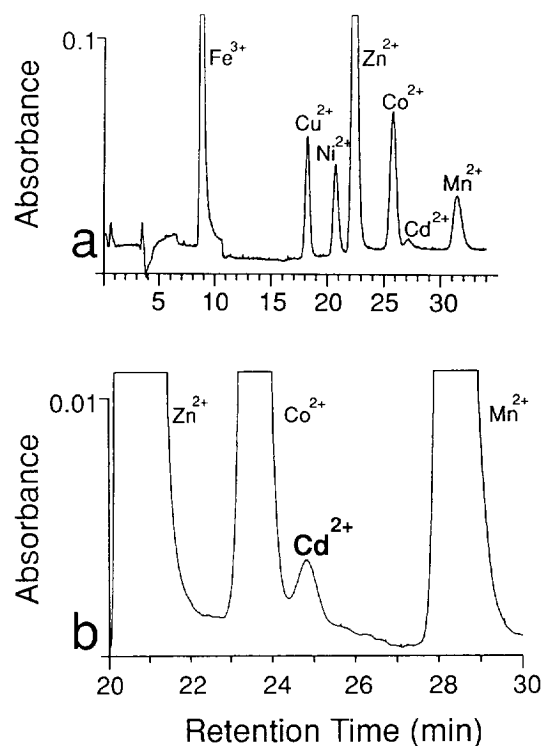 0.1
Absorbance
Fe³⁺
Cu²⁺
Ni²⁺
Zn²⁺
Co²⁺
Cd²⁺
Mn²⁺
a
5 10 15 20 25 30
0.01
Absorbance
Zn²⁺
Co²⁺
Cd²⁺
Mn²⁺
b
20 22 24 26 28 30
Retention Time (min)